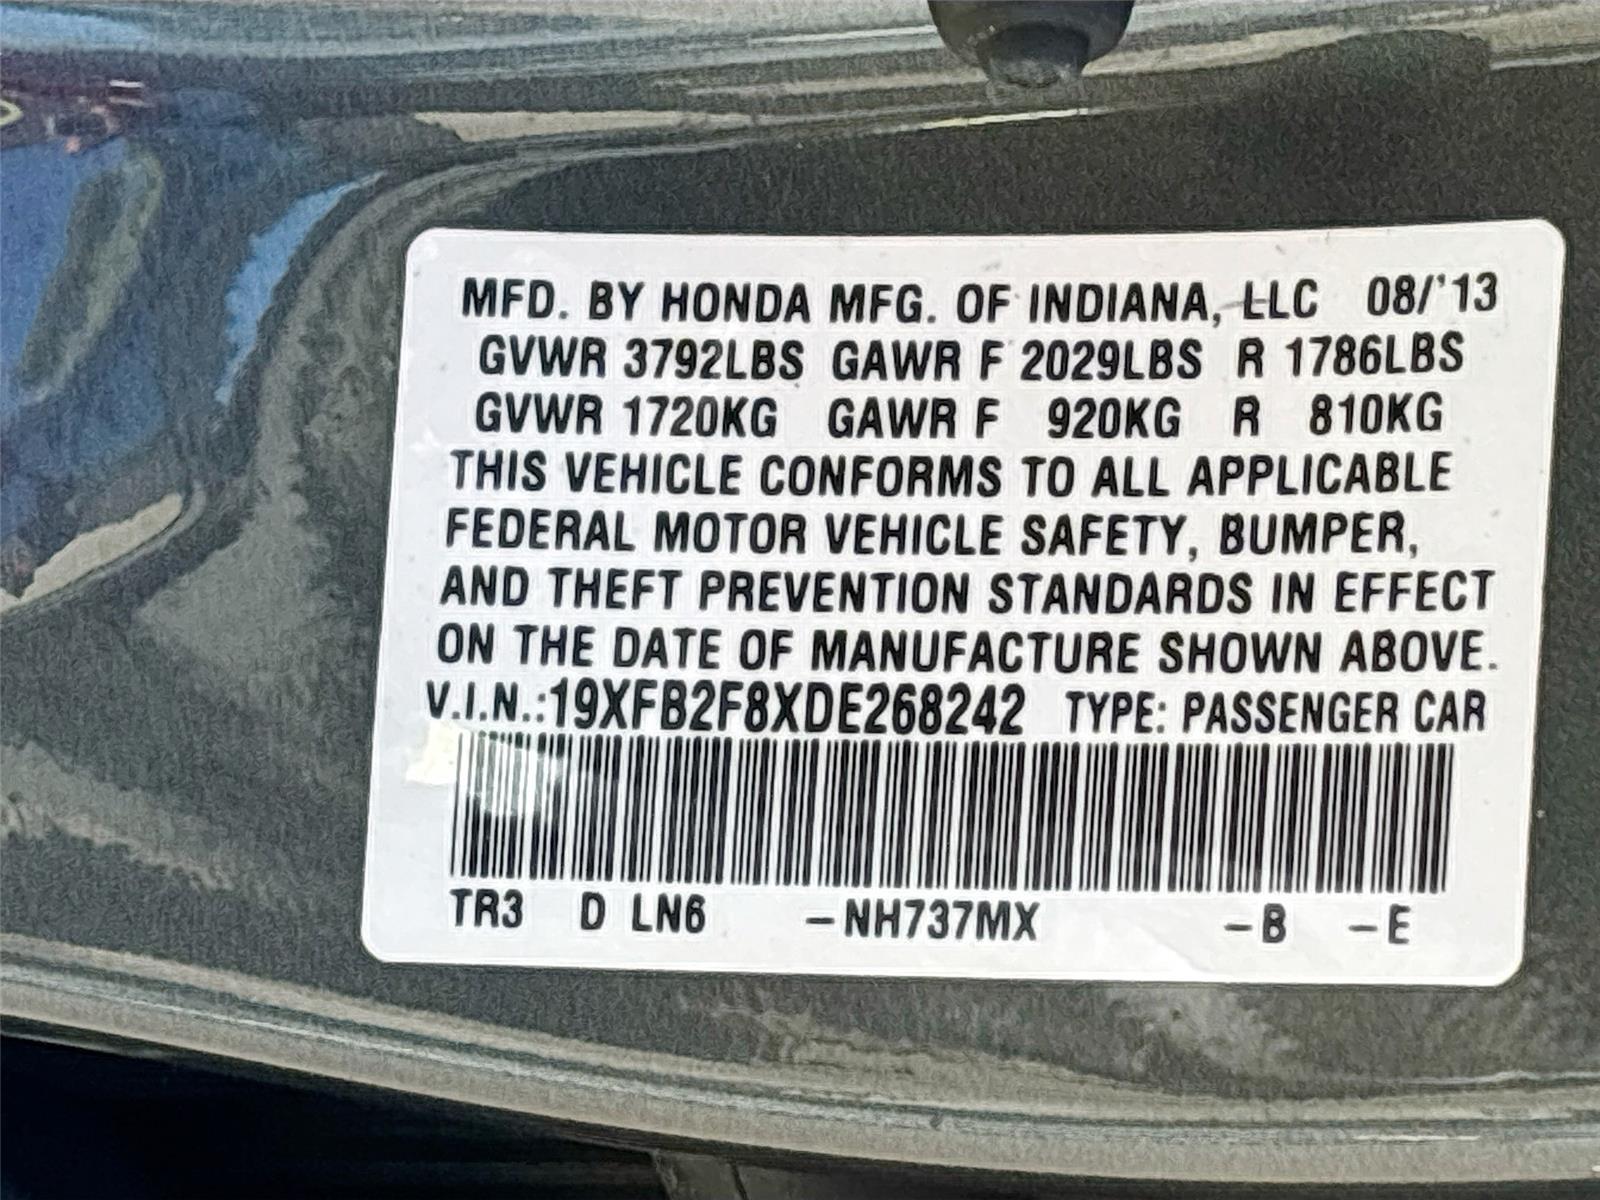 MFD. BY HONDA MFG. OF INDIANA, LLC 08/'13
GVWR 3792LBS GAWR F 2029LBS R 1786LBS
GVWR 1720KG GAWR F 920KG R 810KG
THIS VEHICLE CONFORMS TO ALL APPLICABLE
FEDERAL MOTOR VEHICLE SAFETY, BUMPER,
AND THEFT PREVENTION STANDARDS IN EFFECT
ON THE DATE OF MANUFACTURE SHOWN ABOVE.
V.I.N.:19XFB2F8XDE268242 TYPE: PASSENGER CAR
TR3 D LN6 –NH737MX –B –E